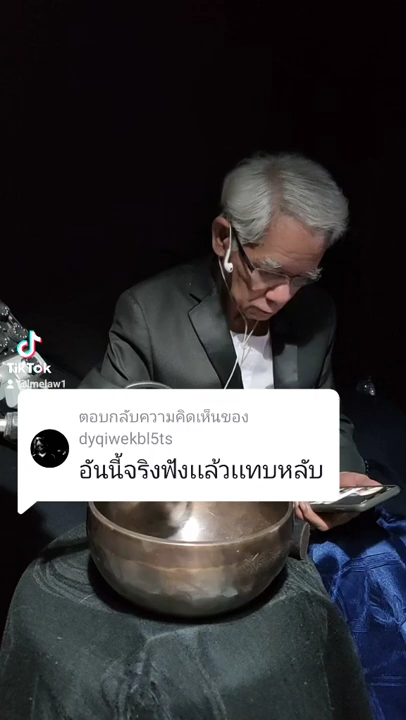 TikTok
ตอบกลับความคิดเห็นของ
dyqiwekbl5ts
อันนี้จริงฟังแล้วแทบหลับ